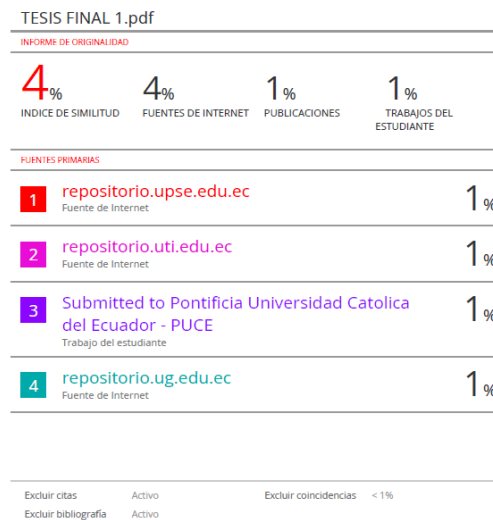 TESIS FINAL 1.pdf
INFORME DE ORIGINALIDAD
4% 4% 1% 1%
INDICE DE SIMILITUD FUENTES DE INTERNET PUBLICACIONES TRABAJOS DEL
ESTUDIANTE
FUENTES PRIMARIAS
1 repositorio.upse.edu.ec 1%
Fuente de Internet
2 repositorio.uti.edu.ec 1%
Fuente de Internet
3 Submitted to Pontificia Universidad Catolica 1%
del Ecuador - PUCE
Trabajo del estudiante
4 repositorio.ug.edu.ec 1%
Fuente de Internet
Excluir citas Activo Excluir coincidencias < 1%
Excluir bibliografía Activo